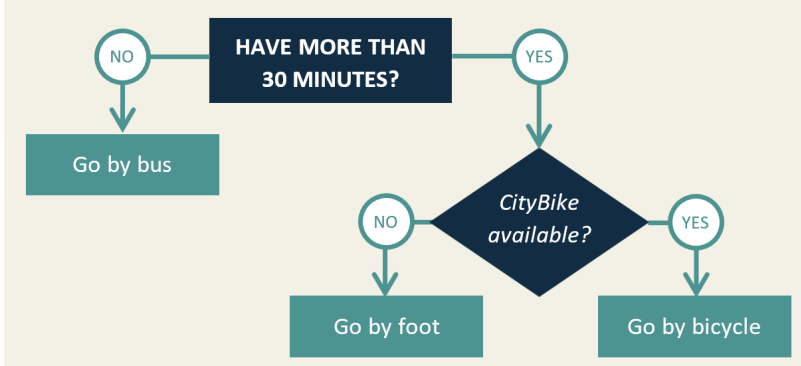 HAVE MORE THAN
30 MINUTES?
NO
YES
Go by bus
CityBike
available?
NO
YES
Go by foot
Go by bicycle